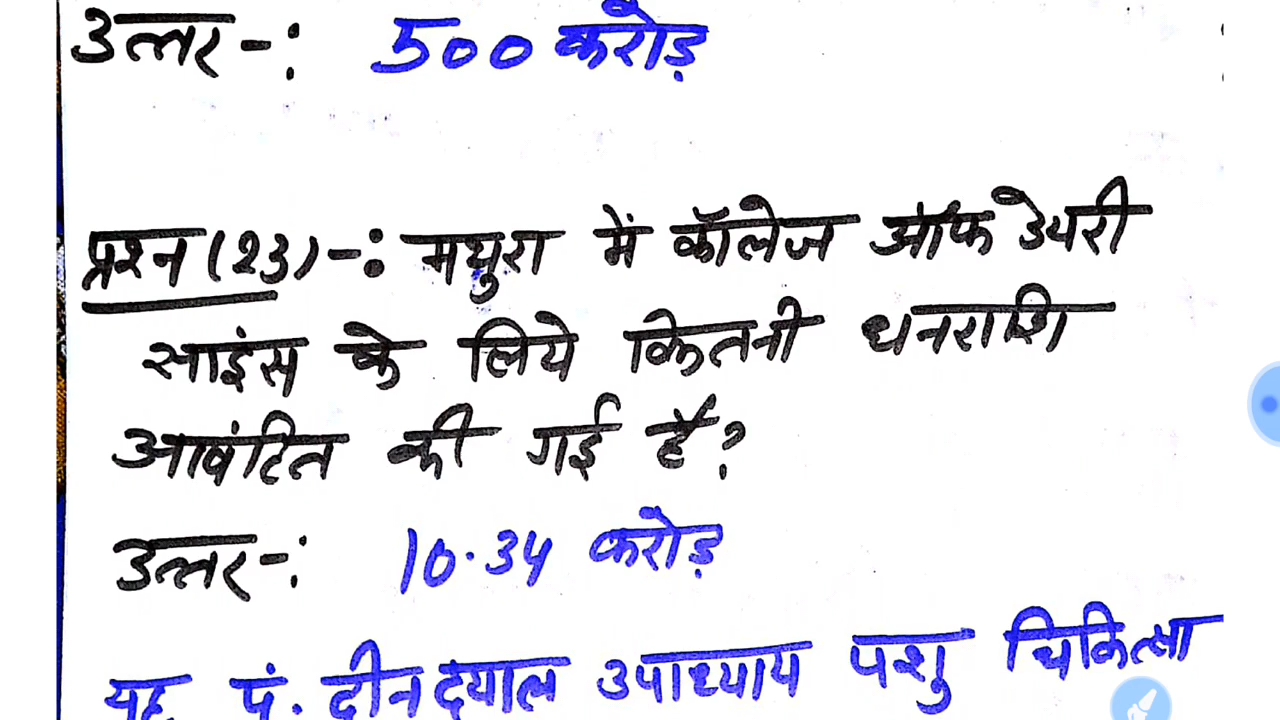 उत्तर-: 500 करोड़
प्रश्न (23)-: मथुरा में कॉलेज ऑफ डेयरी
साइंस के लिये कितनी धनराशि
आवंटित की गई है?
उत्तर-: 10.34 करोड़
यह पं. दीनदयाल उपाध्याय पशु चिकित्सा